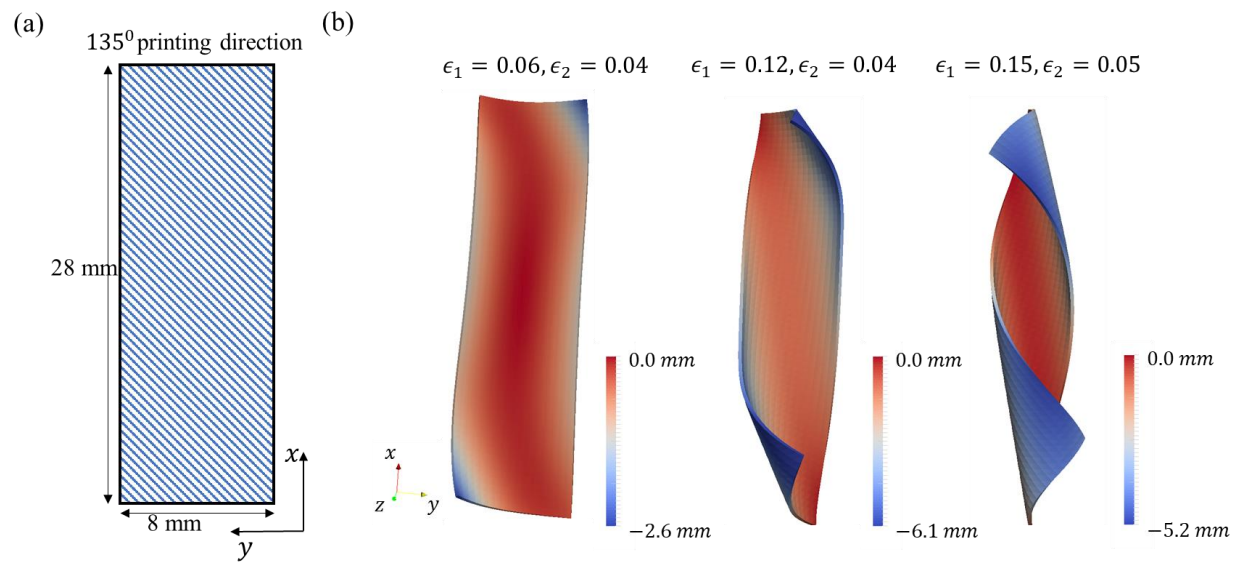 (a)
(b)
135⁰ printing direction
ϵ₁ = 0.06, ϵ₂ = 0.04
ϵ₁ = 0.12, ϵ₂ = 0.04
ϵ₁ = 0.15, ϵ₂ = 0.05
28 mm
8 mm
x
y
x
z
y
0.0 mm
−2.6 mm
0.0 mm
−6.1 mm
0.0 mm
−5.2 mm